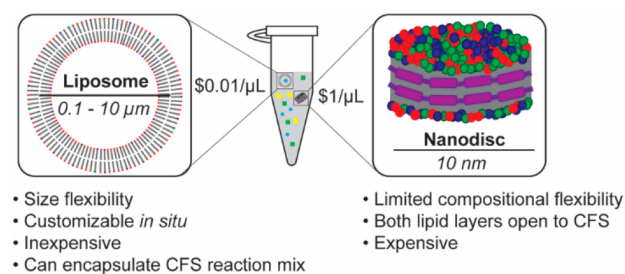 Liposome
0.1 - 10 µm
$0.01/µL
$1/µL
Nanodisc
10 nm
• Size flexibility
• Customizable in situ
• Inexpensive
• Can encapsulate CFS reaction mix
• Limited compositional flexibility
• Both lipid layers open to CFS
• Expensive